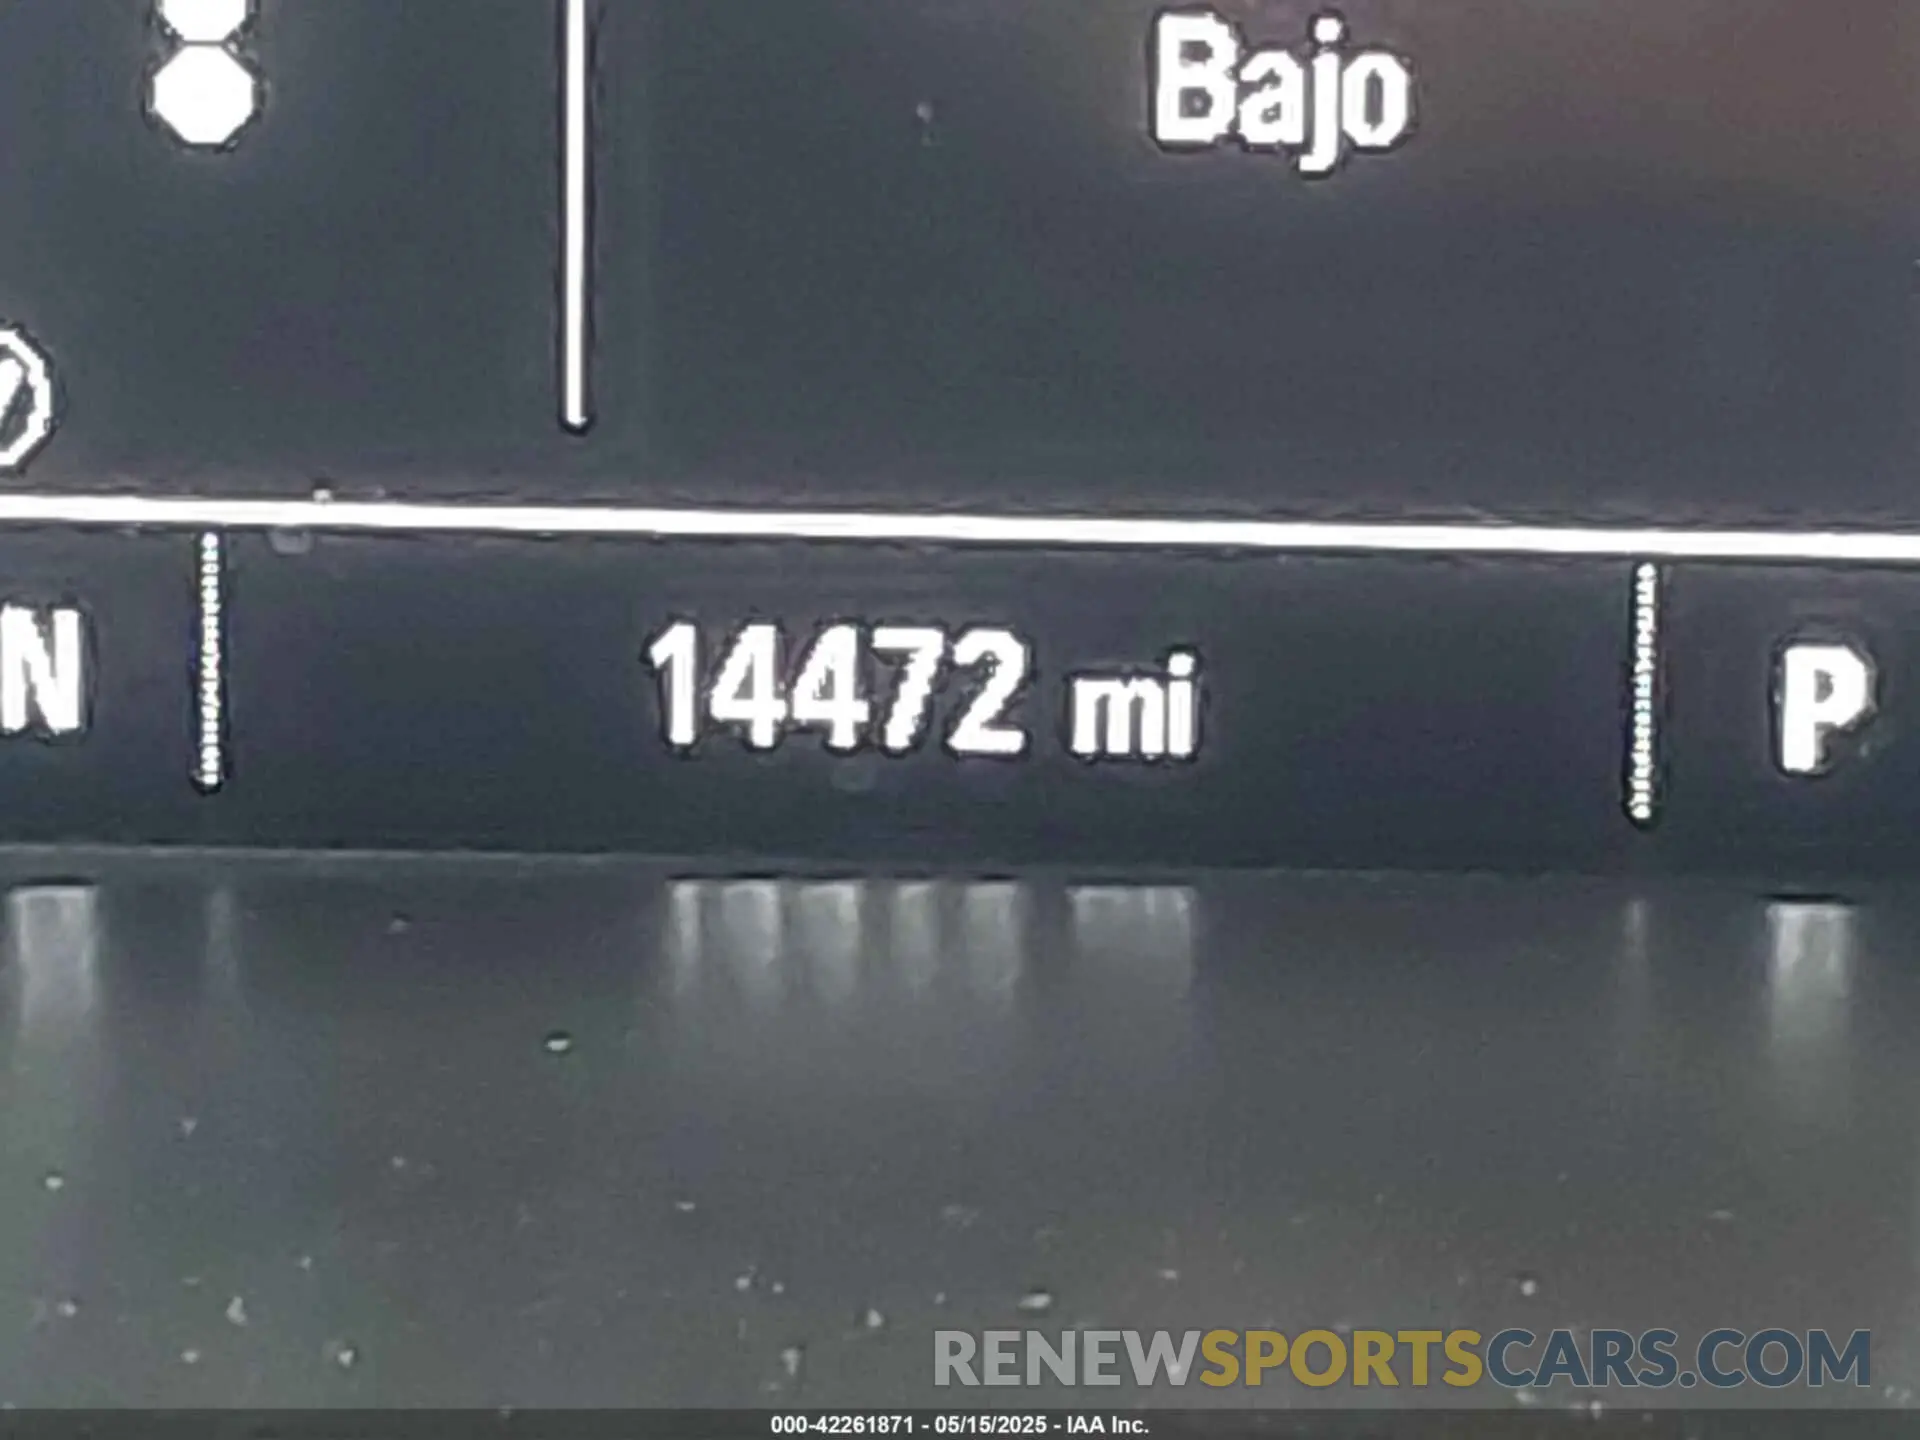 Bajo
N
14472 mi
P
RENEWSPORTSCARS.COM
000-42261871 - 05/15/2025 - IAA Inc.